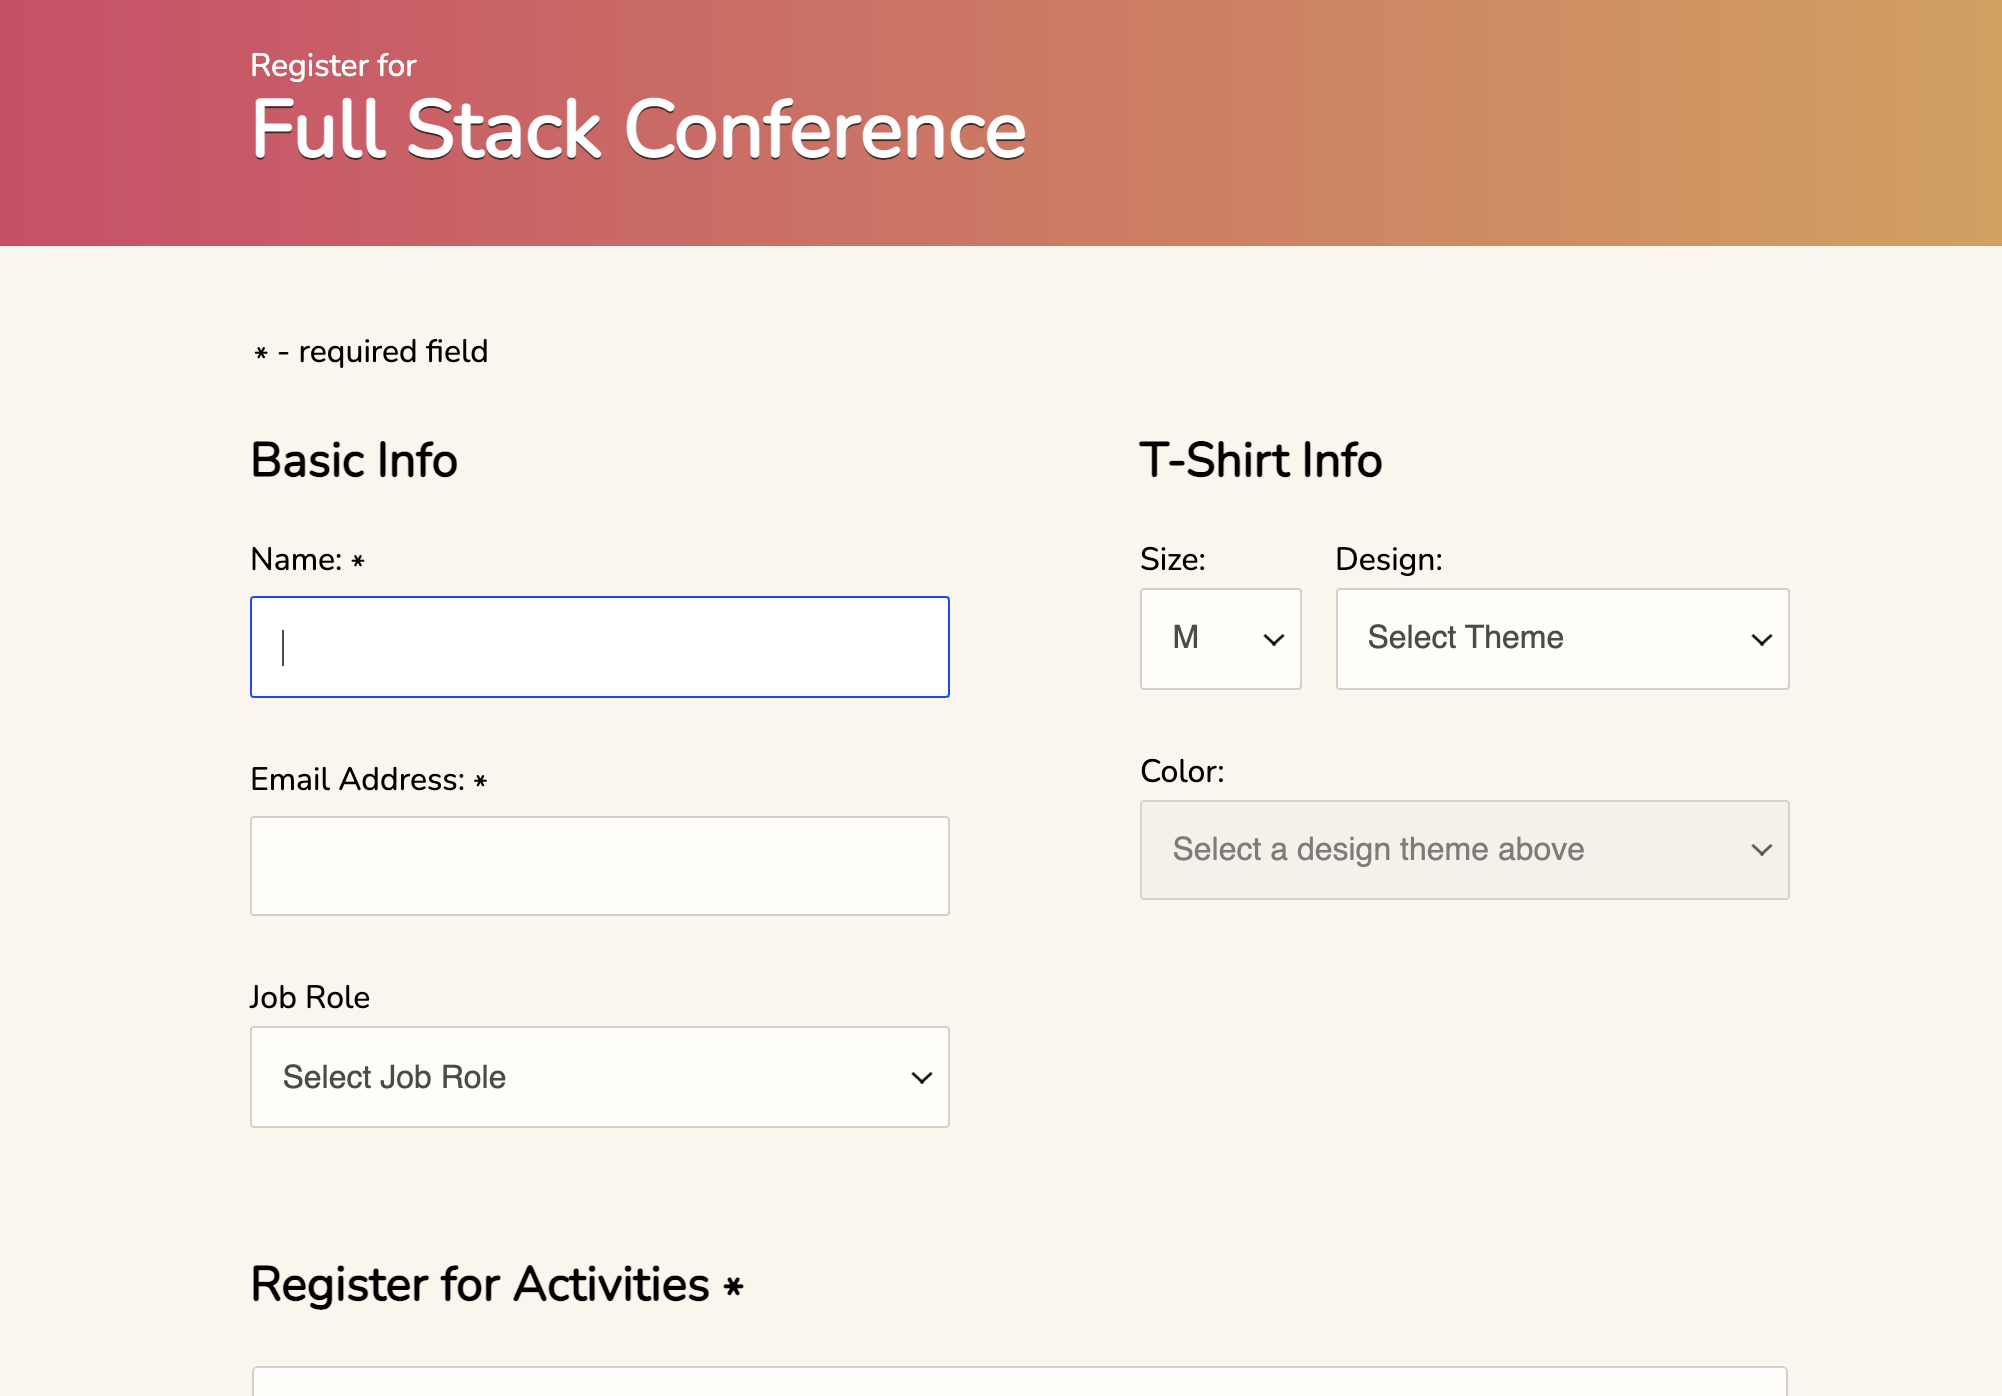 Register for
Full Stack Conference
* - required field
Basic Info
Name: *
Email Address: *
Job Role
Select Job Role
T-Shirt Info
Size:
M
Design:
Select Theme
Color:
Select a design theme above
Register for Activities *